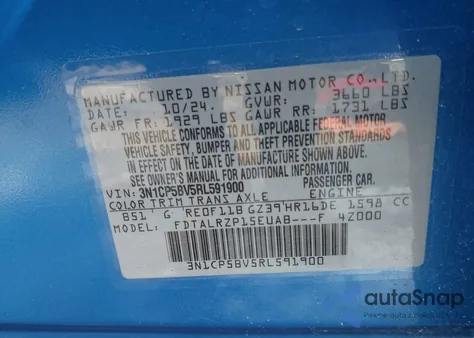 MANUFACTURED BY NISSAN MOTOR CO., LTD.
DATE: 10/24. GVWR: 3660 LBS
GAWR FR: 1929 LBS GAWR RR: 1731 LBS
THIS VEHICLE CONFORMS TO ALL APPLICABLE FEDERAL MOTOR
VEHICLE SAFETY, BUMPER, AND THEFT PREVENTION STANDARDS
IN EFFECT ON THE DATE OF MANUFACTURE SHOWN ABOVE.
SEE OWNER'S MANUAL FOR ADDITIONAL INFORMATION.
VIN: 3N1CP5BV5RL591900 PASSENGER CAR.
COLOR TRIM TRANS AXLE ENGINE
B51 G RE0F11B GZ39 HR16DE 1598 CC
FDTALRZP15EUAB---F 4Z000
3N1CP5BV5RL591900
autoSnap